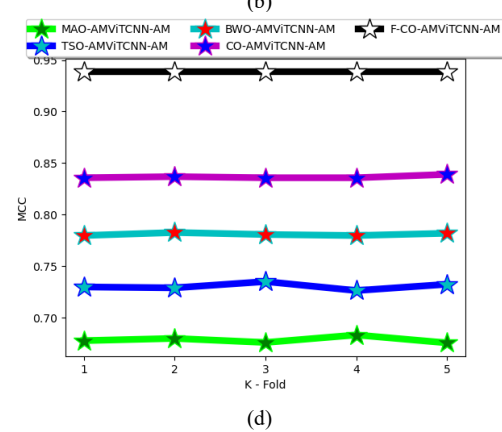 (b)
MAO-AMViTCNN-AM BWO-AMViTCNN-AM F-CO-AMViTCNN-AM
TSO-AMViTCNN-AM CO-AMViTCNN-AM
0.95
0.90
0.85
0.80
0.75
0.70
MCC
1 2 3 4 5
K - Fold
(d)